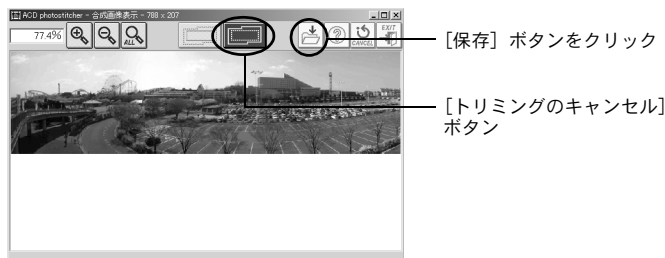 ACD photostitcher - 合成画像表示 - 788 x 207
77.4%
ALL
CANCEL
EXIT
[保存] ボタンをクリック
[トリミングのキャンセル]
ボタン